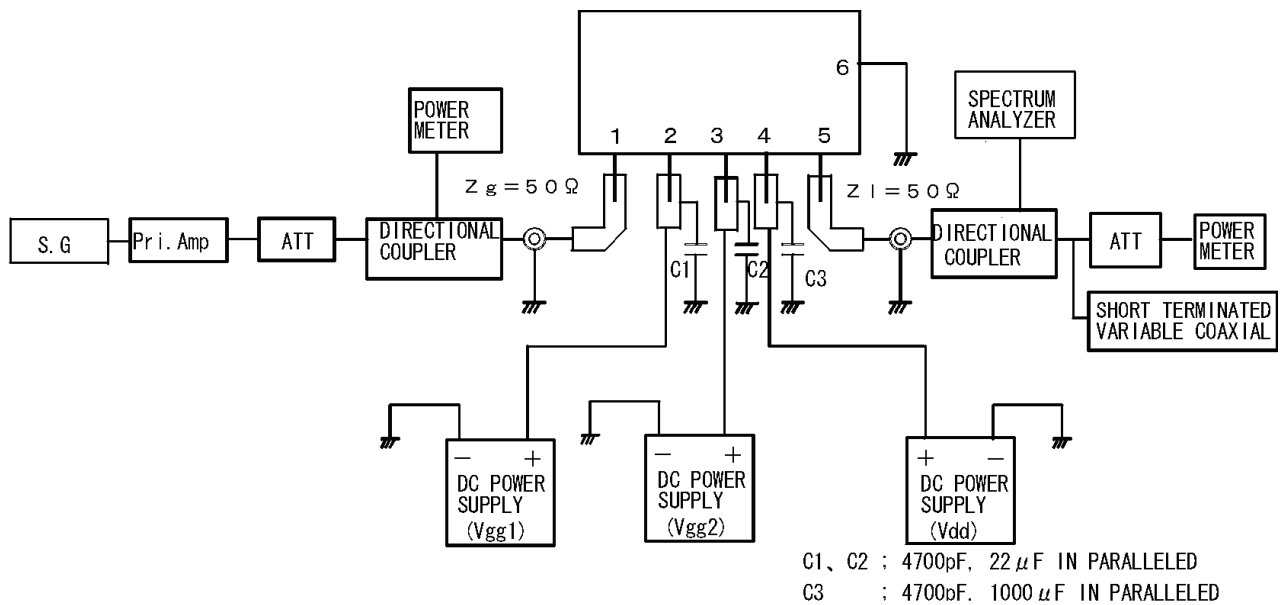 1
2
3
4
5
6
POWER
METER
SPECTRUM
ANALYZER
Zg=50Ω
Zl=50Ω
S.G
Pri.Amp
ATT
DIRECTIONAL
COUPLER
C1
C2
C3
DIRECTIONAL
COUPLER
ATT
POWER
METER
SHORT TERMINATED
VARIABLE COAXIAL
− +
DC POWER
SUPPLY
(Vgg1)
− +
DC POWER
SUPPLY
(Vgg2)
+ −
DC POWER
SUPPLY
(Vdd)
C1、C2 ; 4700pF, 22μF IN PARALLELED
C3 ; 4700pF, 1000μF IN PARALLELED